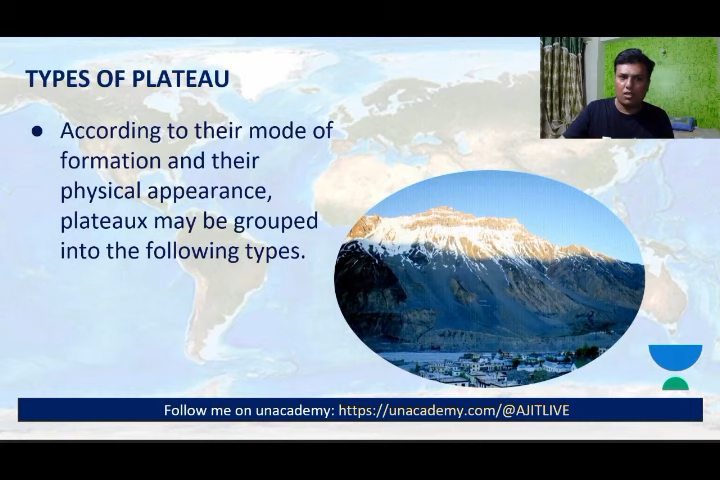 TYPES OF PLATEAU
● According to their mode of
formation and their
physical appearance,
plateaux may be grouped
into the following types.
Follow me on unacademy: https://unacademy.com/@AJITLIVE